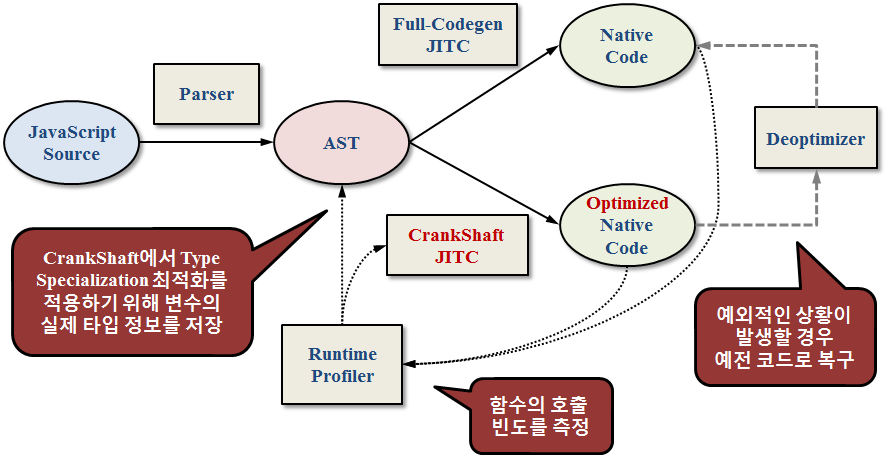 Full-Codegen
JITC
Native
Code
Parser
JavaScript
Source
AST
Deoptimizer
Optimized
Native
Code
CrankShaft
JITC
CrankShaft에서 Type
Specialization 최적화를
적용하기 위해 변수의
실제 타입 정보를 저장
Runtime
Profiler
함수의 호출
빈도를 측정
예외적인 상황이
발생할 경우
예전 코드로 복구